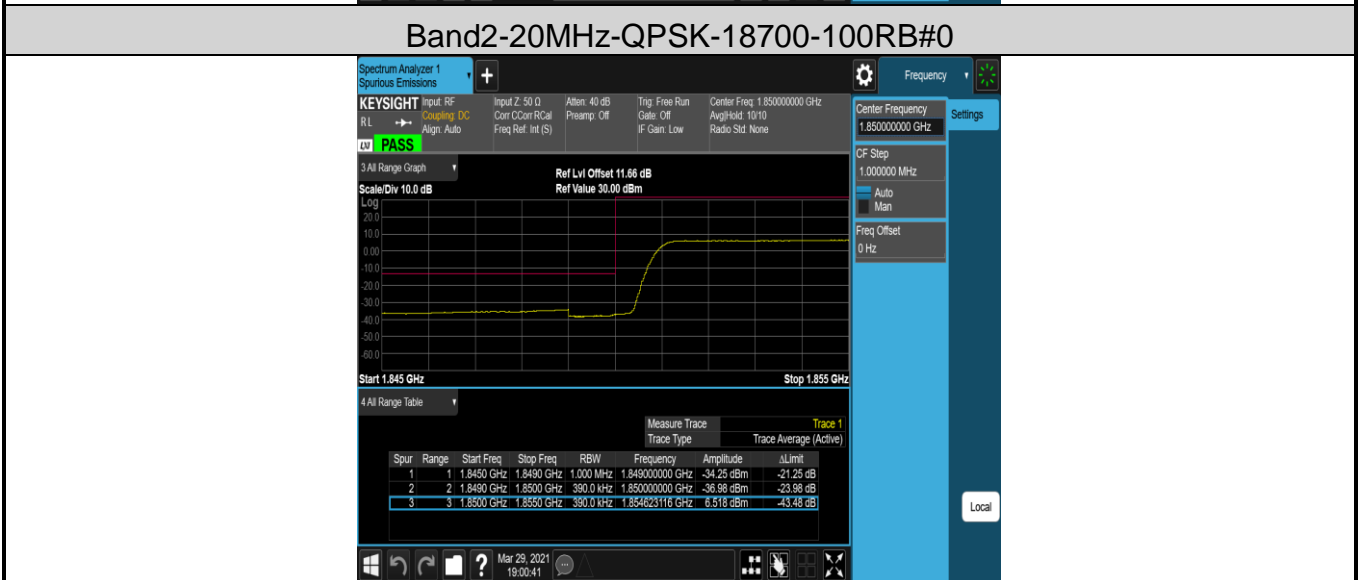 Band2-20MHz-QPSK-18700-100RB#0
Spectrum Analyzer 1
Spurious Emissions
+
Frequency
KEYSIGHT
RL
LXI
PASS
Input: RF
Coupling: DC
Align: Auto
Input Z: 50 Ω
Corr CCorr RCal
Freq Ref: Int (S)
Atten: 40 dB
Preamp: Off
Trig: Free Run
Gate: Off
IF Gain: Low
Center Freq: 1.850000000 GHz
Avg|Hold: 10/10
Radio Std: None
Center Frequency
1.850000000 GHz
Settings
CF Step
1.000000 MHz
Auto
Man
Freq Offset
0 Hz
3 All Range Graph
Ref Lvl Offset 11.66 dB
Scale/Div 10.0 dB
Ref Value 30.00 dBm
Log
20.0
10.0
0.00
-10.0
-20.0
-30.0
-40.0
-50.0
-60.0
Start 1.845 GHz
Stop 1.855 GHz
4 All Range Table
Measure Trace Trace 1
Trace Type Trace Average (Active)
Spur Range Start Freq Stop Freq RBW Frequency Amplitude ΔLimit
1 1 1.8450 GHz 1.8490 GHz 1.000 MHz 1.849000000 GHz -34.25 dBm -21.25 dB
2 2 1.8490 GHz 1.8500 GHz 390.0 kHz 1.850000000 GHz -36.98 dBm -23.98 dB
3 3 1.8500 GHz 1.8550 GHz 390.0 kHz 1.854623116 GHz 6.518 dBm -43.48 dB
Local
?
Mar 29, 2021
19:00:41